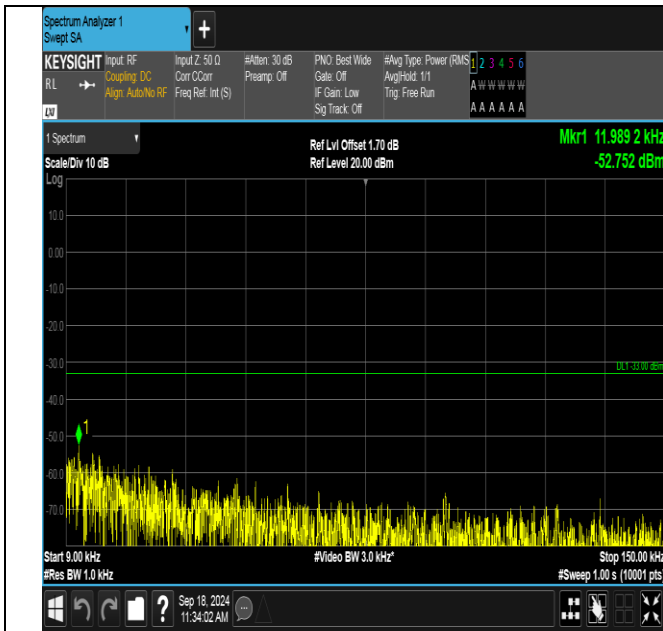 Spectrum Analyzer 1
Swept SA
+
KEYSIGHT
RL
LXI
Input: RF
Coupling: DC
Align: Auto/No RF
Input Z: 50 Ω
Corr CCorr
Freq Ref: Int (S)
#Atten: 30 dB
Preamp: Off
PNO: Best Wide
Gate: Off
IF Gain: Low
Sig Track: Off
#Avg Type: Power (RMS
Avg|Hold: 1/1
Trig: Free Run
1 2 3 4 5 6
A W W W W W
A A A A A A
1 Spectrum
Scale/Div 10 dB
Ref Lvl Offset 1.70 dB
Ref Level 20.00 dBm
Mkr1 11.989 2 kHz
-52.752 dBm
Log
10.0
0.00
-10.0
-20.0
-30.0
DL1 -33.00 dBm
-40.0
-50.0
1
-60.0
-70.0
Start 9.00 kHz
#Video BW 3.0 kHz*
Stop 150.00 kHz
#Res BW 1.0 kHz
#Sweep 1.00 s (10001 pts)
?
Sep 18, 2024
11:34:02 AM